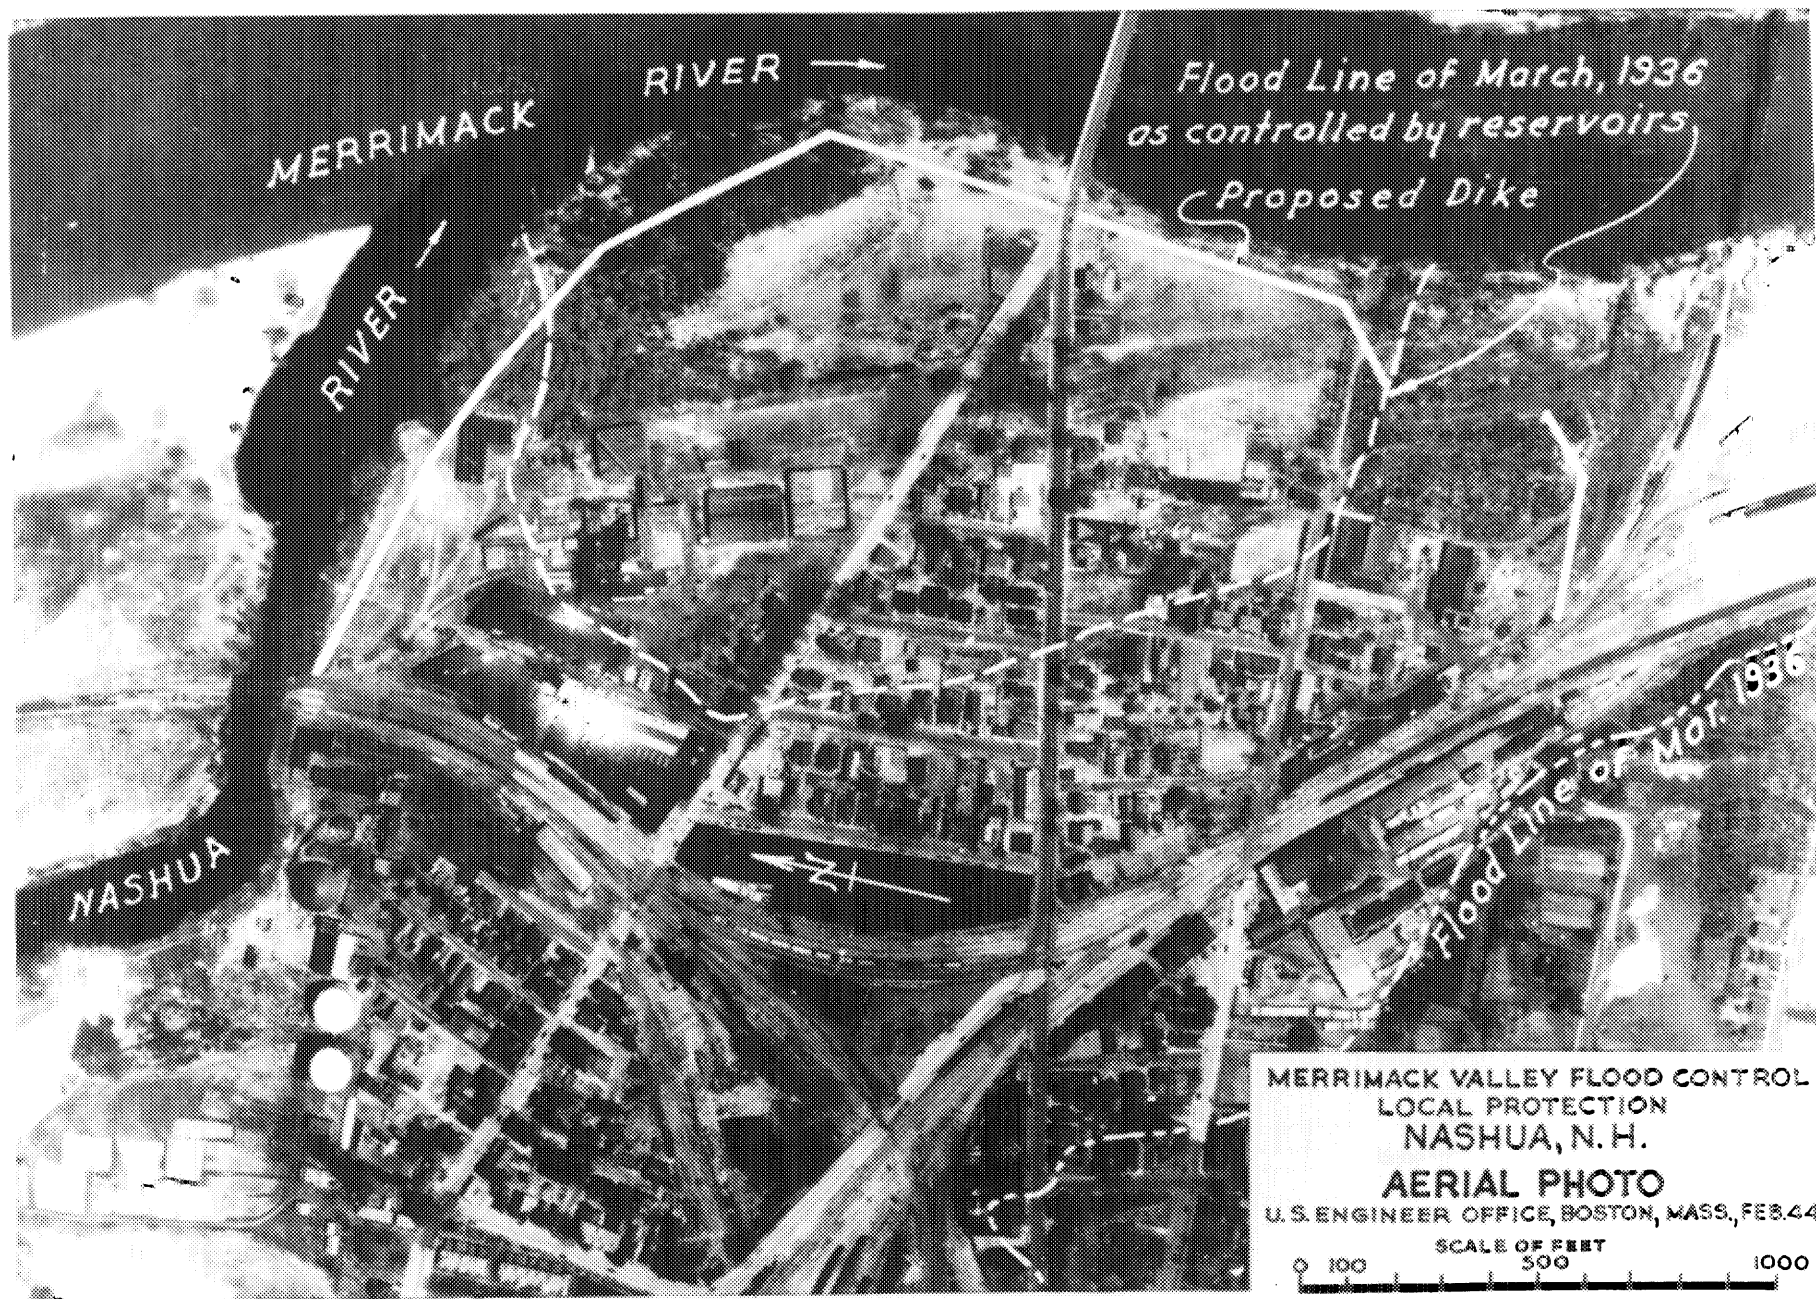 MERRIMACK RIVER
Flood Line of March, 1936
as controlled by reservoirs
Proposed Dike
NASHUA RIVER
N
Flood Line of Mar. 1936
MERRIMACK VALLEY FLOOD CONTROL
LOCAL PROTECTION
NASHUA, N. H.
AERIAL PHOTO
U. S. ENGINEER OFFICE, BOSTON, MASS., FEB. 44
SCALE OF FEET
0 100 500 1000